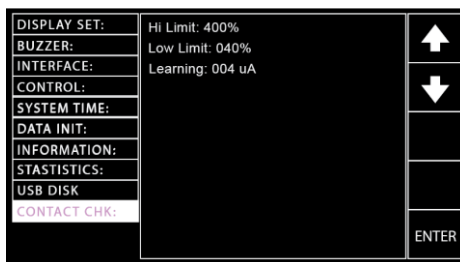 DISPLAY SET:
BUZZER:
INTERFACE:
CONTROL:
SYSTEM TIME:
DATA INIT:
INFORMATION:
STASTISTICS:
USB DISK
CONTACT CHK:
Hi Limit: 400%
Low Limit: 040%
Learning: 004 uA
ENTER